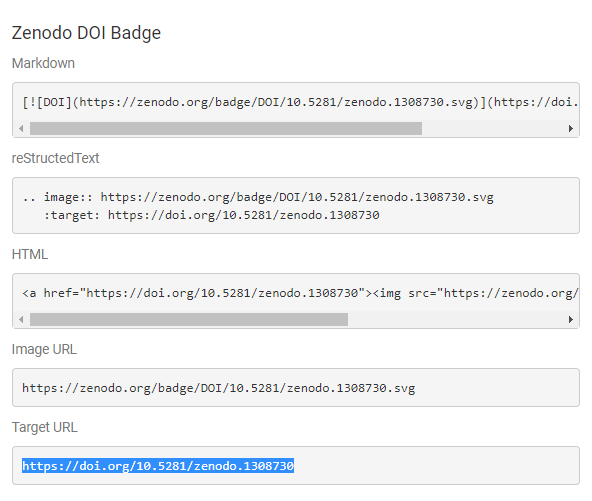 Zenodo DOI Badge
Markdown
[![DOI](https://zenodo.org/badge/DOI/10.5281/zenodo.1308730.svg)](https://doi.
reStructedText
.. image:: https://zenodo.org/badge/DOI/10.5281/zenodo.1308730.svg
   :target: https://doi.org/10.5281/zenodo.1308730
HTML
<a href="https://doi.org/10.5281/zenodo.1308730"><img src="https://zenodo.org/
Image URL
https://zenodo.org/badge/DOI/10.5281/zenodo.1308730.svg
Target URL
https://doi.org/10.5281/zenodo.1308730